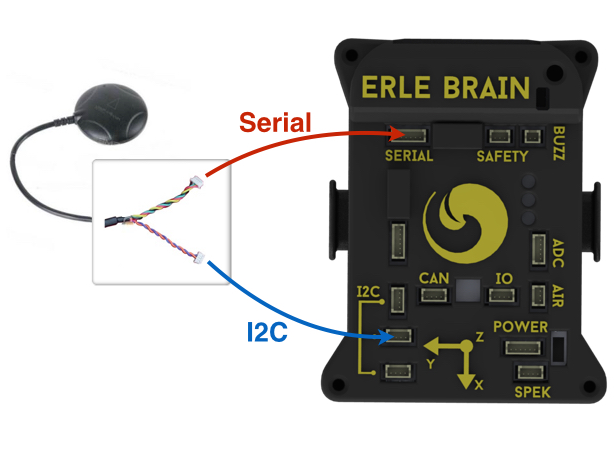 ERLE BRAIN
Serial
SERIAL
SAFETY
BUZZ
ADC
CAN
IO
AIR
I2C
I2C
POWER
Z
Y
X
SPEK